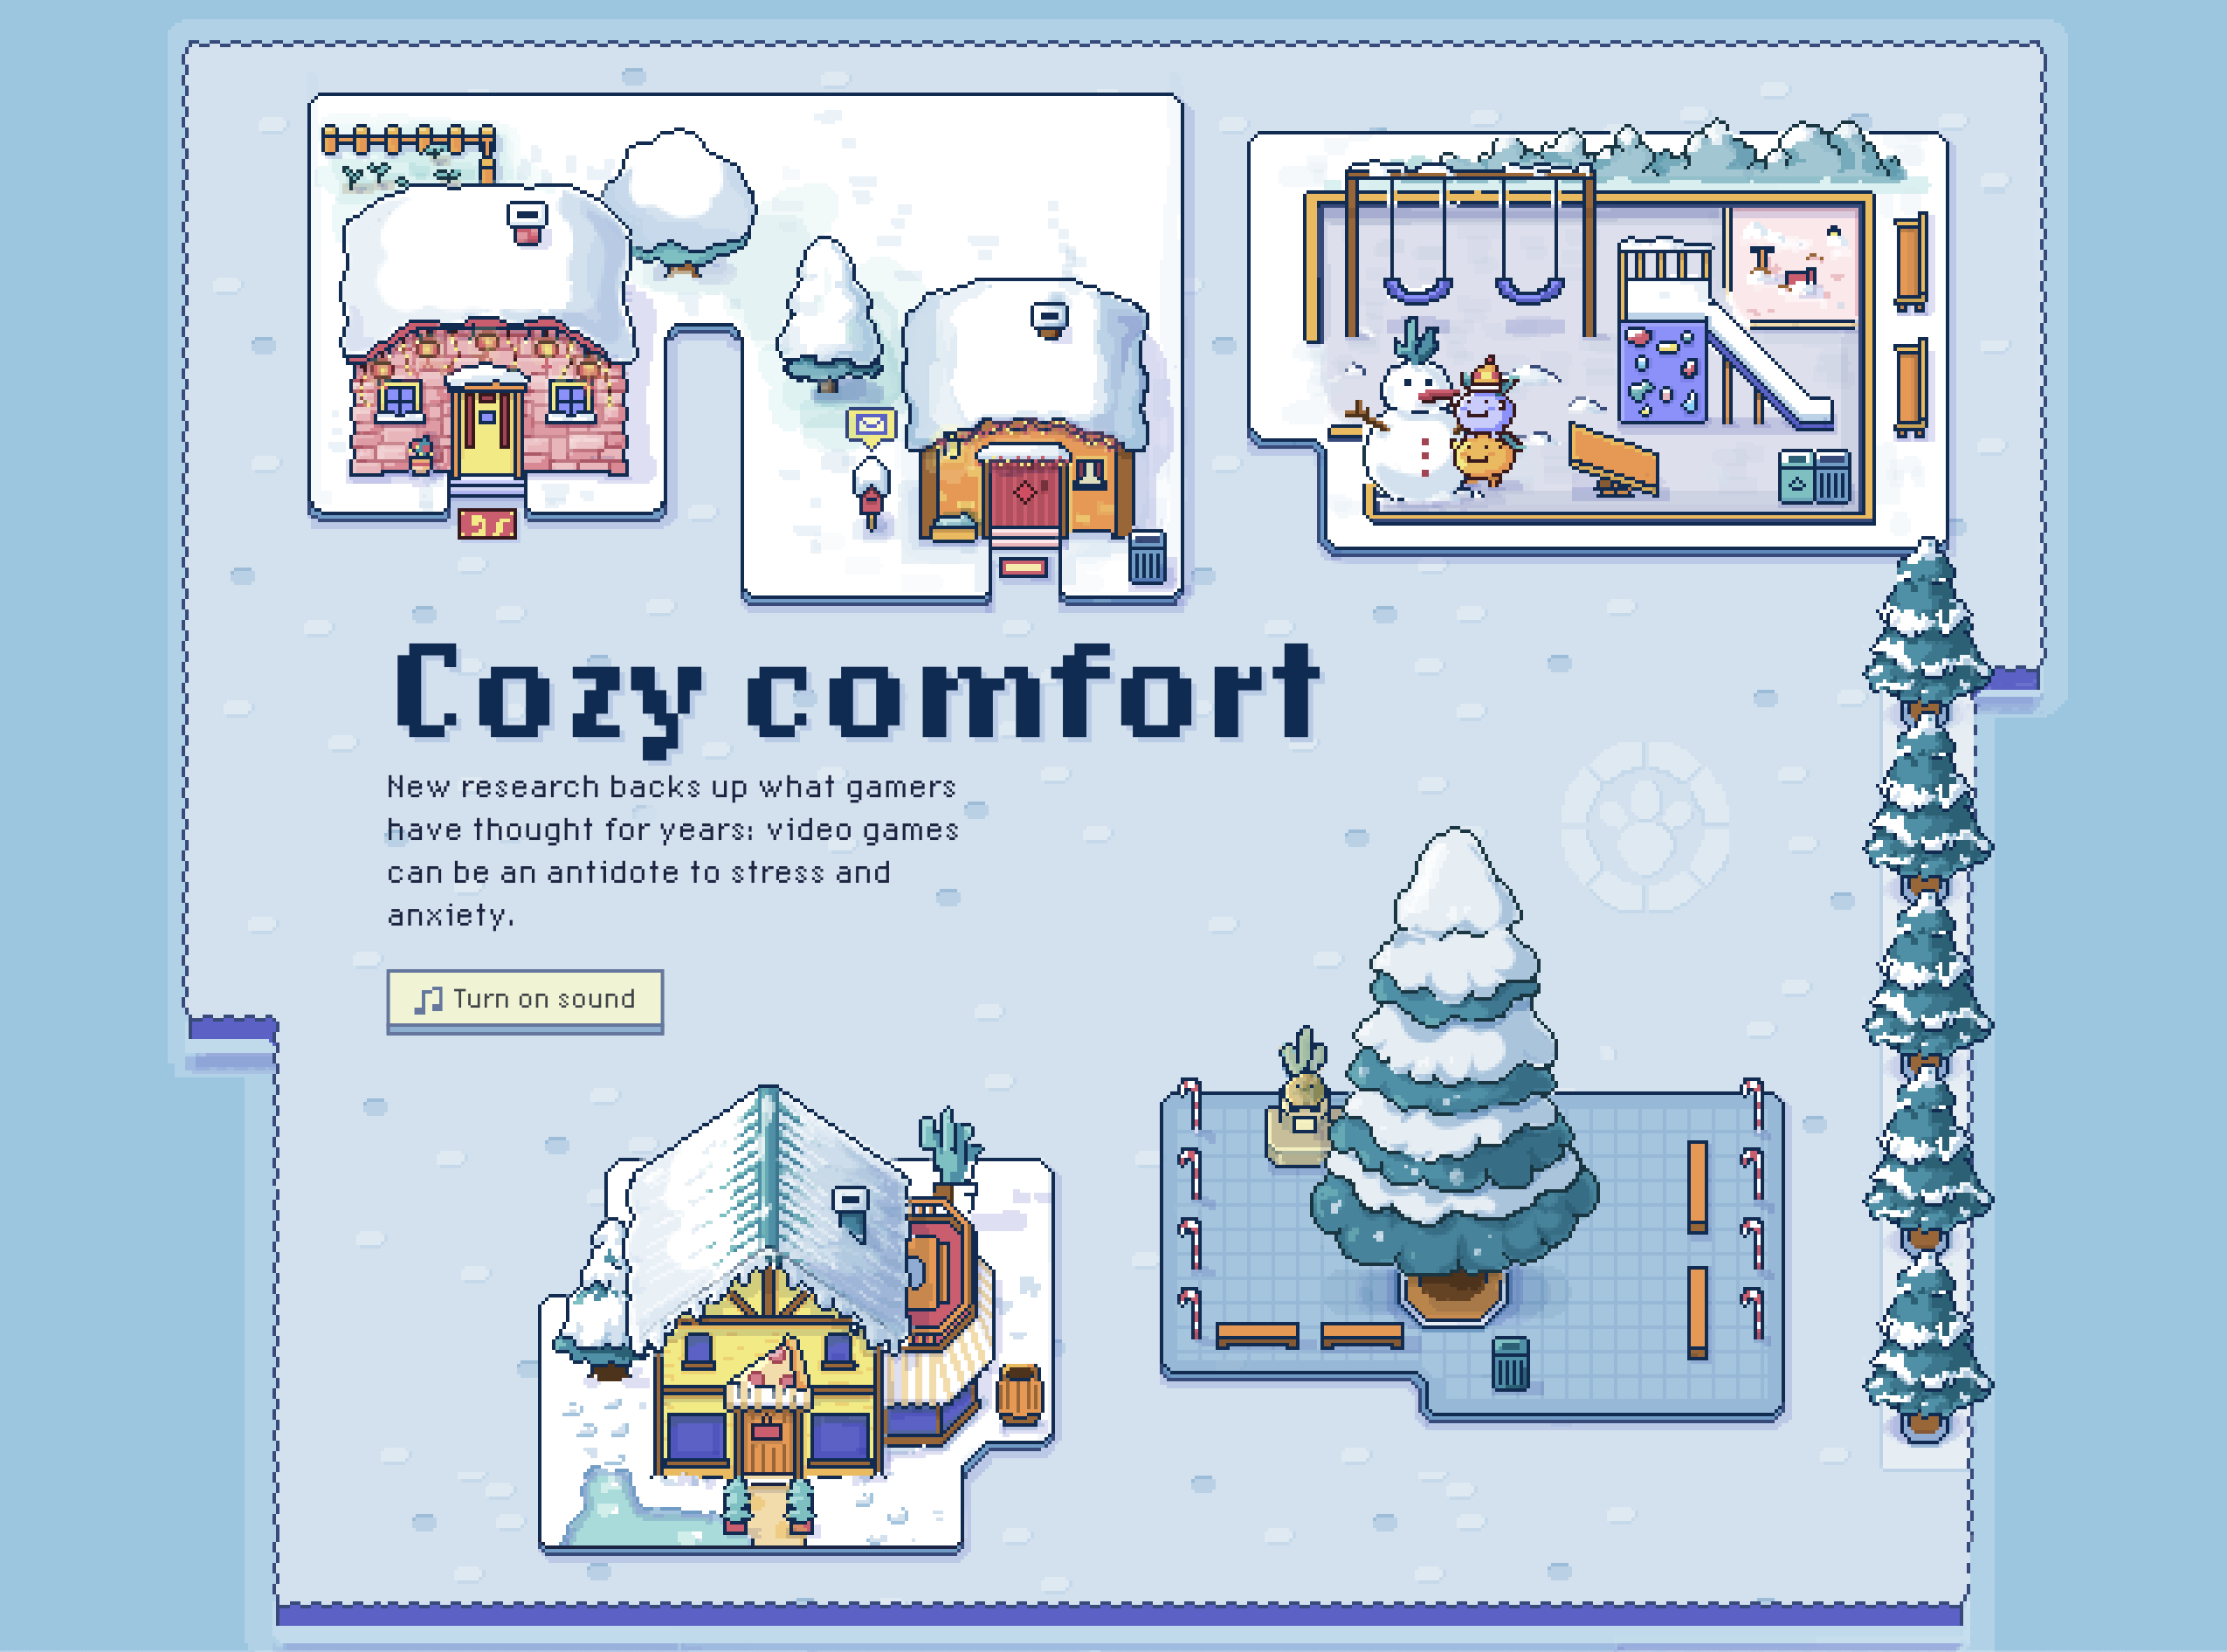 Cozy comfort
New research backs up what gamers
have thought for years: video games
can be an antidote to stress and
anxiety.
Turn on sound